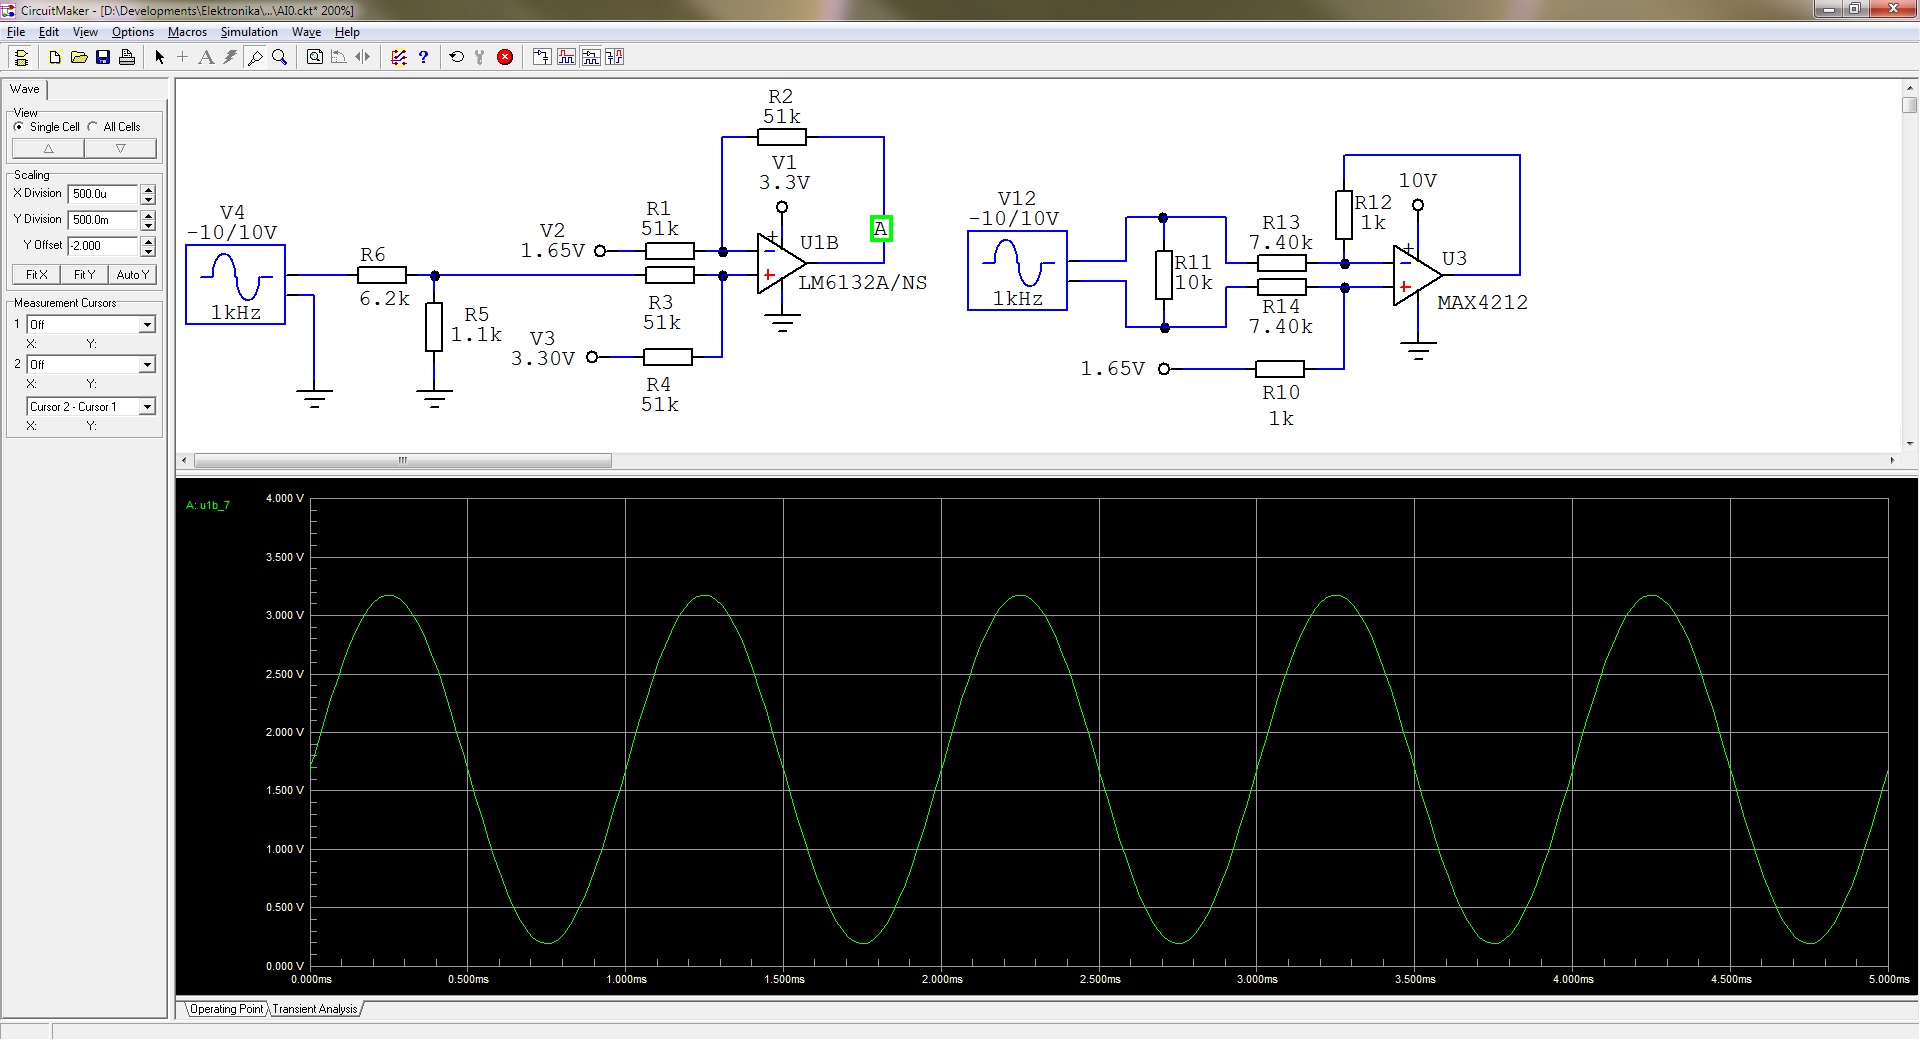 CircuitMaker - [D:\Developments\Elektronika\...\AI0.ckt* 200%]
File Edit View Options Macros Simulation Wave Help
Wave
View
Single Cell All Cells
Scaling
X Division 500.0u
Y Division 500.0m
Y Offset -2.000
Fit X Fit Y Auto Y
Measurement Cursors
1 Off
X: Y:
2 Off
X: Y:
Cursor 2 - Cursor 1
X: Y:
R2
51k
V1
3.3V
V4
-10/10V
1kHz
R6
6.2k
R5
1.1k
V2
1.65V
R1
51k
R3
51k
V3
3.30V
R4
51k
+
-
+
U1B
LM6132A/NS
A
V12
-10/10V
1kHz
R11
10k
R13
7.40k
R14
7.40k
R12
1k
10V
+
-
+
U3
MAX4212
1.65V
R10
1k
A: u1b_7
4.000 V
3.500 V
3.000 V
2.500 V
2.000 V
1.500 V
1.000 V
0.500 V
0.000 V
0.000ms 0.500ms 1.000ms 1.500ms 2.000ms 2.500ms 3.000ms 3.500ms 4.000ms 4.500ms 5.000ms
Operating Point Transient Analysis